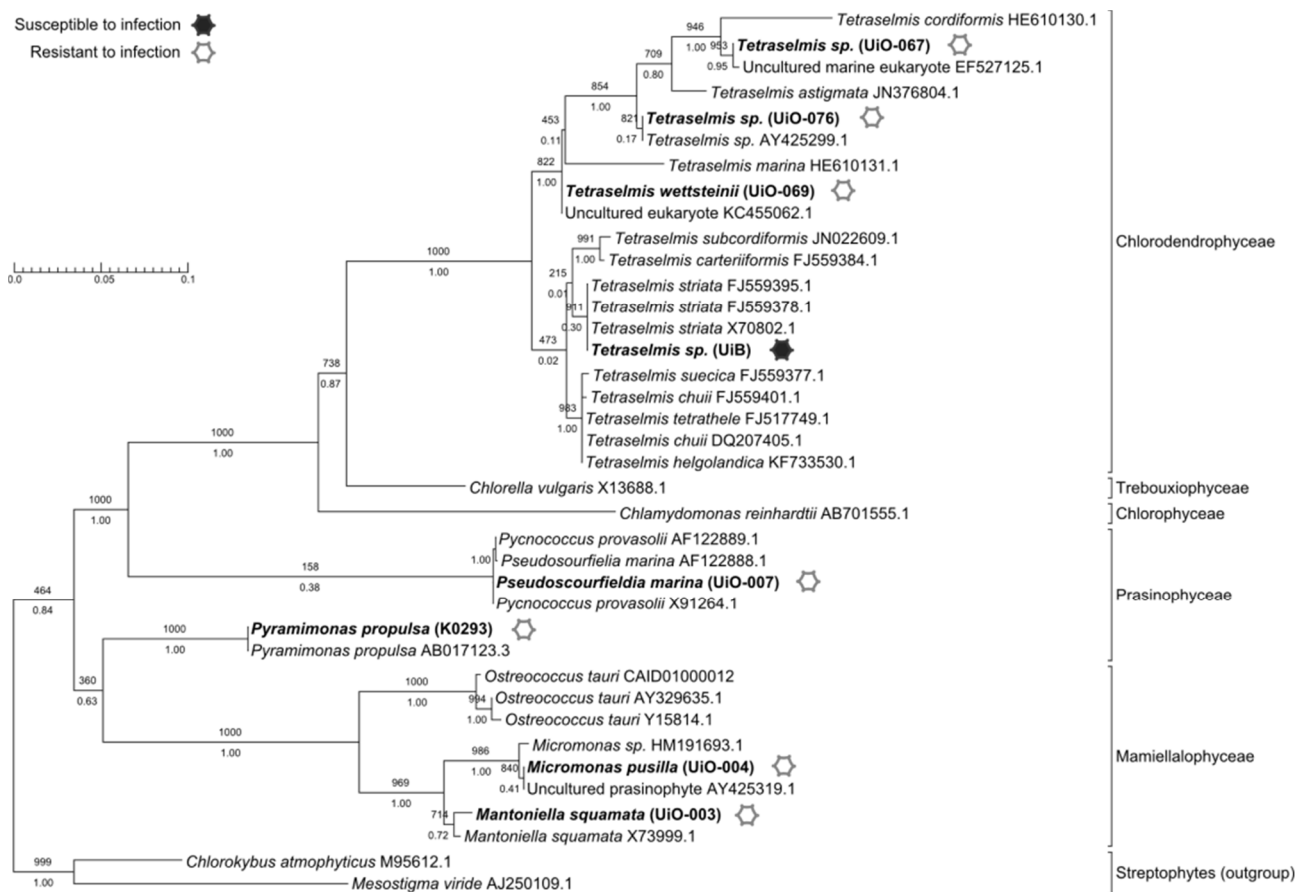 Susceptible to infection
Resistant to infection
0.0 0.05 0.1
946
1.00
Tetraselmis cordiformis HE610130.1
953
0.95
Tetraselmis sp. (UiO-067)
Uncultured marine eukaryote EF527125.1
709
0.80
Tetraselmis astigmata JN376804.1
854
1.00
821
0.17
Tetraselmis sp. (UiO-076)
Tetraselmis sp. AY425299.1
453
0.11
Tetraselmis marina HE610131.1
822
1.00
Tetraselmis wettsteinii (UiO-069)
Uncultured eukaryote KC455062.1
1000
1.00
991
1.00
Tetraselmis subcordiformis JN022609.1
Tetraselmis carteriiformis FJ559384.1
215
0.01
911
0.30
Tetraselmis striata FJ559395.1
Tetraselmis striata FJ559378.1
Tetraselmis striata X70802.1
Tetraselmis sp. (UiB)
473
0.02
983
1.00
Tetraselmis suecica FJ559377.1
Tetraselmis chuii FJ559401.1
Tetraselmis tetrathele FJ517749.1
Tetraselmis chuii DQ207405.1
Tetraselmis helgolandica KF733530.1
Chlorodendrophyceae
738
0.87
Chlorella vulgaris X13688.1
Trebouxiophyceae
1000
1.00
Chlamydomonas reinhardtii AB701555.1
Chlorophyceae
1000
1.00
158
0.38
1.00
Pycnococcus provasolii AF122889.1
Pseudosourfielia marina AF122888.1
Pseudoscourfieldia marina (UiO-007)
Pycnococcus provasolii X91264.1
Prasinophyceae
464
0.84
1000
1.00
Pyramimonas propulsa (K0293)
Pyramimonas propulsa AB017123.3
360
0.63
1000
1.00
1000
1.00
994
1.00
Ostreococcus tauri CAID01000012
Ostreococcus tauri AY329635.1
Ostreococcus tauri Y15814.1
969
1.00
986
1.00
840
0.41
Micromonas sp. HM191693.1
Micromonas pusilla (UiO-004)
Uncultured prasinophyte AY425319.1
714
0.72
Mantoniella squamata (UiO-003)
Mantoniella squamata X73999.1
Mamiellalophyceae
999
1.00
Chlorokybus atmophyticus M95612.1
Mesostigma viride AJ250109.1
Streptophytes (outgroup)